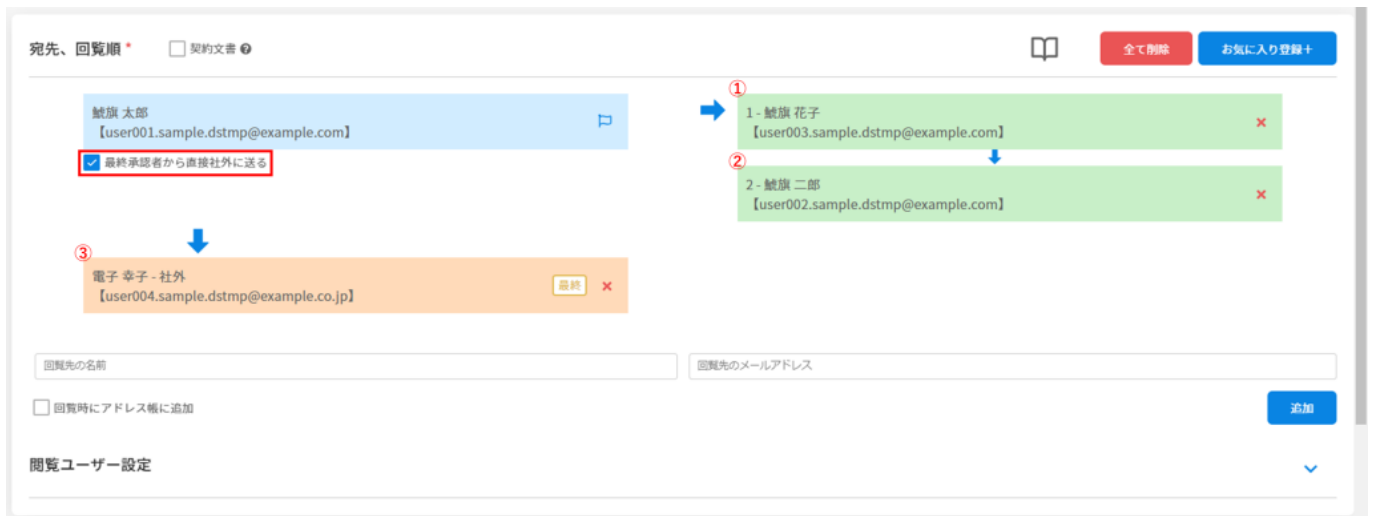 宛先、回覧順 * 契約文書 ?
全て削除 お気に入り登録+
鯱旗 太郎
【user001.sample.dstmp@example.com】
最終承認者から直接社外に送る
①
1 - 鯱旗 花子
【user003.sample.dstmp@example.com】
②
2 - 鯱旗 二郎
【user002.sample.dstmp@example.com】
③
電子 幸子 - 社外
【user004.sample.dstmp@example.co.jp】
最終
回覧先の名前
回覧先のメールアドレス
回覧時にアドレス帳に追加
追加
閲覧ユーザー設定